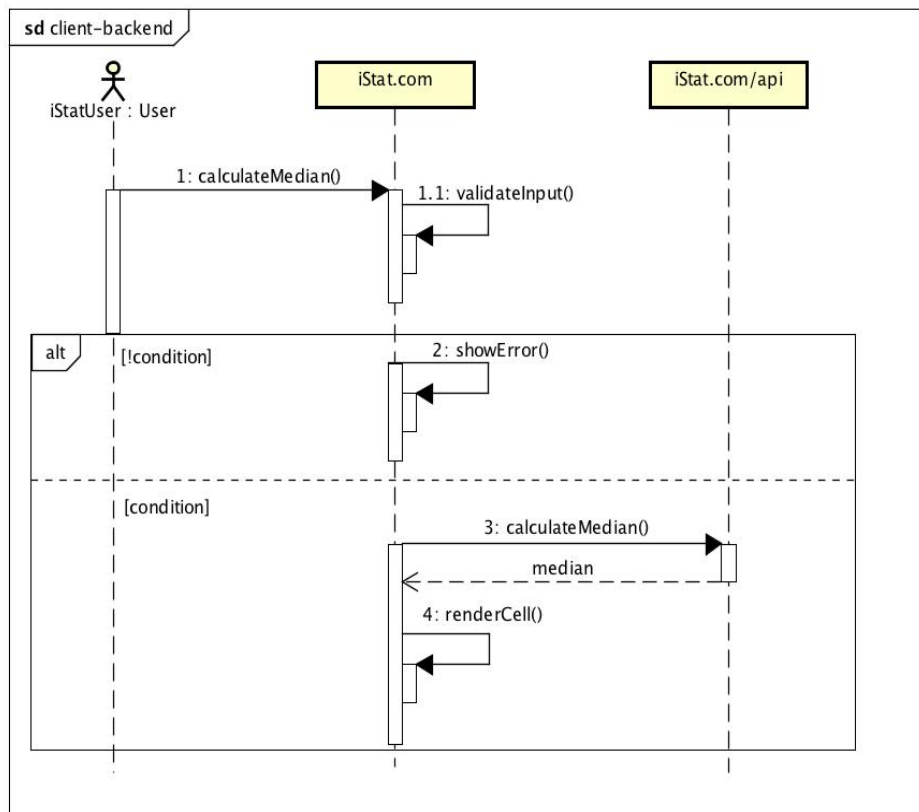 sd client-backend
iStatUser : User
iStat.com
iStat.com/api
1: calculateMedian()
1.1: validateInput()
alt
[!condition]
2: showError()
[condition]
3: calculateMedian()
median
4: renderCell()